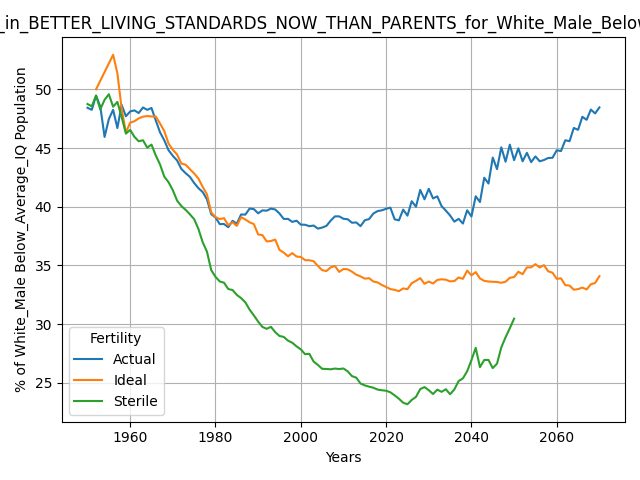 _in_BETTER_LIVING_STANDARDS_NOW_THAN_PARENTS_for_White_Male_Below
% of White_Male Below_Average_IQ Population
50
45
40
35
30
25
Fertility
Actual
Ideal
Sterile
1960
1980
2000
2020
2040
2060
Years